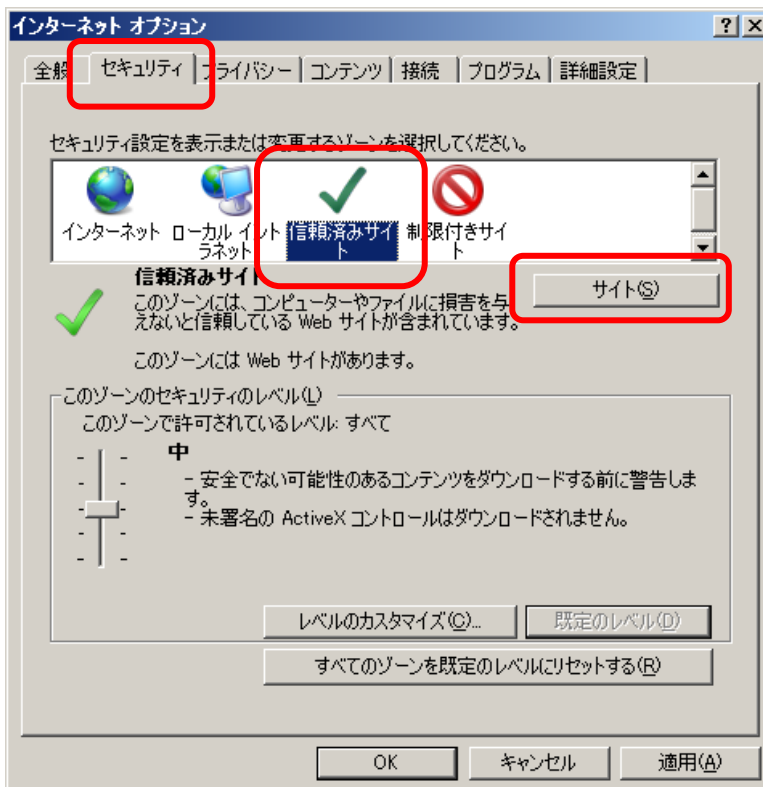 インターネット オプション
全般 セキュリティ プライバシー コンテンツ 接続 プログラム 詳細設定
セキュリティ設定を表示または変更するゾーンを選択してください。
インターネット ローカル イントラネット 信頼済みサイト 制限付きサイト
信頼済みサイト
サイト(S)
このゾーンには、コンピューターやファイルに損害を与
えないと信頼している Web サイトが含まれています。
このゾーンには Web サイトがあります。
このゾーンのセキュリティのレベル(L)
このゾーンで許可されているレベル: すべて
中
- 安全でない可能性のあるコンテンツをダウンロードする前に警告しま
す。
- 未署名の ActiveX コントロールはダウンロードされません。
レベルのカスタマイズ(C)... 既定のレベル(D)
すべてのゾーンを既定のレベルにリセットする(R)
OK キャンセル 適用(A)